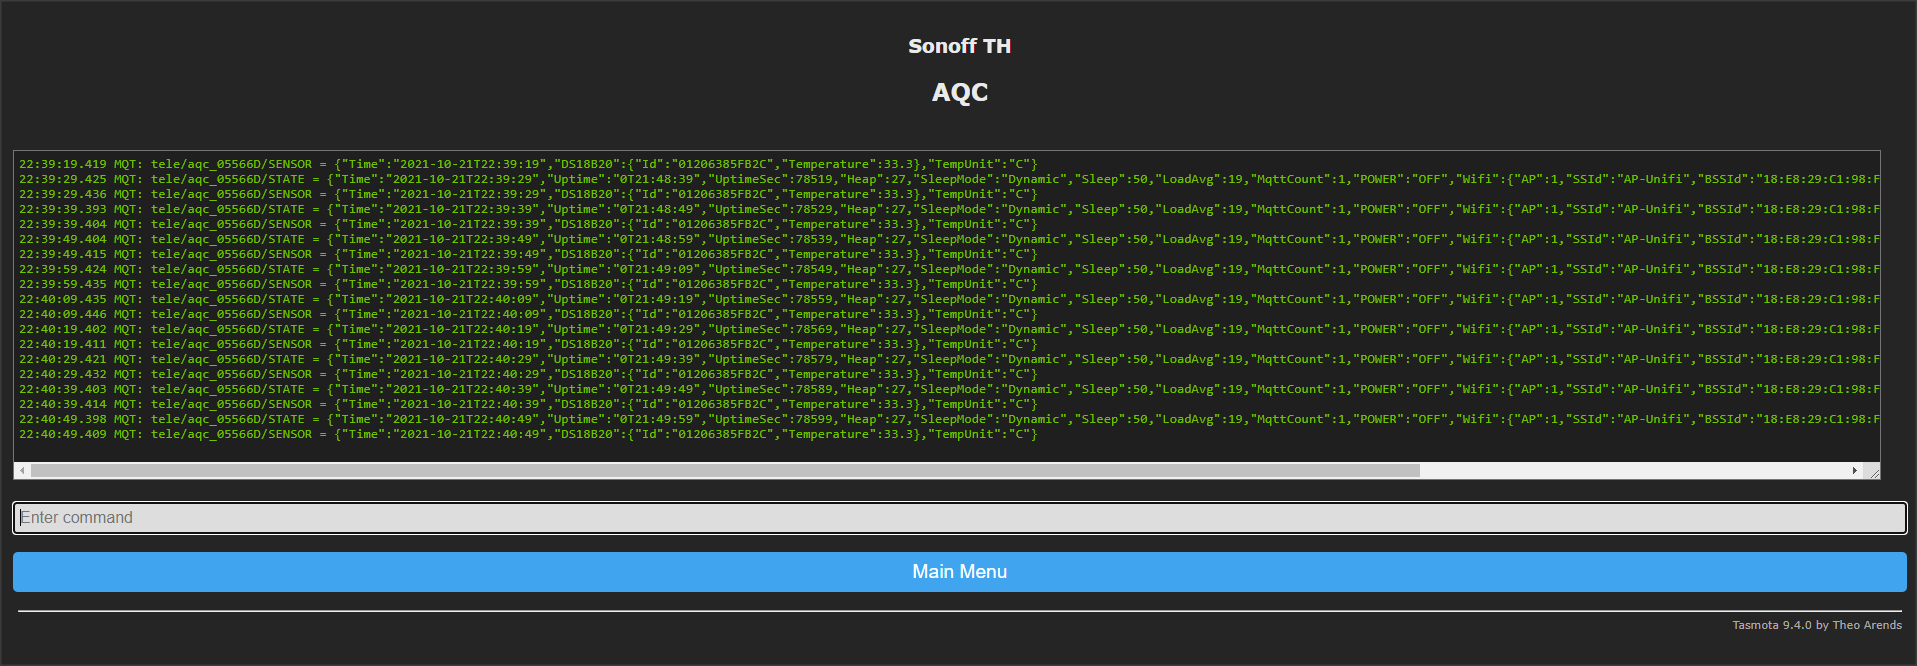 Sonoff TH
AQC
22:39:19.419 MQT: tele/aqc_05566D/SENSOR = {"Time":"2021-10-21T22:39:19","DS18B20":{"Id":"01206385FB2C","Temperature":33.3},"TempUnit":"C"}
22:39:29.425 MQT: tele/aqc_05566D/STATE = {"Time":"2021-10-21T22:39:29","Uptime":"0T21:48:39","UptimeSec":78519,"Heap":27,"SleepMode":"Dynamic","Sleep":50,"LoadAvg":19,"MqttCount":1,"POWER":"OFF","Wifi":{"AP":1,"SSId":"AP-Unifi","BSSId":"18:E8:29:C1:98:F
22:39:29.436 MQT: tele/aqc_05566D/SENSOR = {"Time":"2021-10-21T22:39:29","DS18B20":{"Id":"01206385FB2C","Temperature":33.3},"TempUnit":"C"}
22:39:39.393 MQT: tele/aqc_05566D/STATE = {"Time":"2021-10-21T22:39:39","Uptime":"0T21:48:49","UptimeSec":78529,"Heap":27,"SleepMode":"Dynamic","Sleep":50,"LoadAvg":19,"MqttCount":1,"POWER":"OFF","Wifi":{"AP":1,"SSId":"AP-Unifi","BSSId":"18:E8:29:C1:98:F
22:39:39.404 MQT: tele/aqc_05566D/SENSOR = {"Time":"2021-10-21T22:39:39","DS18B20":{"Id":"01206385FB2C","Temperature":33.3},"TempUnit":"C"}
22:39:49.404 MQT: tele/aqc_05566D/STATE = {"Time":"2021-10-21T22:39:49","Uptime":"0T21:48:59","UptimeSec":78539,"Heap":27,"SleepMode":"Dynamic","Sleep":50,"LoadAvg":19,"MqttCount":1,"POWER":"OFF","Wifi":{"AP":1,"SSId":"AP-Unifi","BSSId":"18:E8:29:C1:98:F
22:39:49.415 MQT: tele/aqc_05566D/SENSOR = {"Time":"2021-10-21T22:39:49","DS18B20":{"Id":"01206385FB2C","Temperature":33.3},"TempUnit":"C"}
22:39:59.424 MQT: tele/aqc_05566D/STATE = {"Time":"2021-10-21T22:39:59","Uptime":"0T21:49:09","UptimeSec":78549,"Heap":27,"SleepMode":"Dynamic","Sleep":50,"LoadAvg":19,"MqttCount":1,"POWER":"OFF","Wifi":{"AP":1,"SSId":"AP-Unifi","BSSId":"18:E8:29:C1:98:F
22:39:59.435 MQT: tele/aqc_05566D/SENSOR = {"Time":"2021-10-21T22:39:59","DS18B20":{"Id":"01206385FB2C","Temperature":33.3},"TempUnit":"C"}
22:40:09.435 MQT: tele/aqc_05566D/STATE = {"Time":"2021-10-21T22:40:09","Uptime":"0T21:49:19","UptimeSec":78559,"Heap":27,"SleepMode":"Dynamic","Sleep":50,"LoadAvg":19,"MqttCount":1,"POWER":"OFF","Wifi":{"AP":1,"SSId":"AP-Unifi","BSSId":"18:E8:29:C1:98:F
22:40:09.446 MQT: tele/aqc_05566D/SENSOR = {"Time":"2021-10-21T22:40:09","DS18B20":{"Id":"01206385FB2C","Temperature":33.3},"TempUnit":"C"}
22:40:19.402 MQT: tele/aqc_05566D/STATE = {"Time":"2021-10-21T22:40:19","Uptime":"0T21:49:29","UptimeSec":78569,"Heap":27,"SleepMode":"Dynamic","Sleep":50,"LoadAvg":19,"MqttCount":1,"POWER":"OFF","Wifi":{"AP":1,"SSId":"AP-Unifi","BSSId":"18:E8:29:C1:98:F
22:40:19.411 MQT: tele/aqc_05566D/SENSOR = {"Time":"2021-10-21T22:40:19","DS18B20":{"Id":"01206385FB2C","Temperature":33.3},"TempUnit":"C"}
22:40:29.421 MQT: tele/aqc_05566D/STATE = {"Time":"2021-10-21T22:40:29","Uptime":"0T21:49:39","UptimeSec":78579,"Heap":27,"SleepMode":"Dynamic","Sleep":50,"LoadAvg":19,"MqttCount":1,"POWER":"OFF","Wifi":{"AP":1,"SSId":"AP-Unifi","BSSId":"18:E8:29:C1:98:F
22:40:29.432 MQT: tele/aqc_05566D/SENSOR = {"Time":"2021-10-21T22:40:29","DS18B20":{"Id":"01206385FB2C","Temperature":33.3},"TempUnit":"C"}
22:40:39.403 MQT: tele/aqc_05566D/STATE = {"Time":"2021-10-21T22:40:39","Uptime":"0T21:49:49","UptimeSec":78589,"Heap":27,"SleepMode":"Dynamic","Sleep":50,"LoadAvg":19,"MqttCount":1,"POWER":"OFF","Wifi":{"AP":1,"SSId":"AP-Unifi","BSSId":"18:E8:29:C1:98:F
22:40:39.414 MQT: tele/aqc_05566D/SENSOR = {"Time":"2021-10-21T22:40:39","DS18B20":{"Id":"01206385FB2C","Temperature":33.3},"TempUnit":"C"}
22:40:49.398 MQT: tele/aqc_05566D/STATE = {"Time":"2021-10-21T22:40:49","Uptime":"0T21:49:59","UptimeSec":78599,"Heap":27,"SleepMode":"Dynamic","Sleep":50,"LoadAvg":19,"MqttCount":1,"POWER":"OFF","Wifi":{"AP":1,"SSId":"AP-Unifi","BSSId":"18:E8:29:C1:98:F
22:40:49.409 MQT: tele/aqc_05566D/SENSOR = {"Time":"2021-10-21T22:40:49","DS18B20":{"Id":"01206385FB2C","Temperature":33.3},"TempUnit":"C"}
Enter command
Main Menu
Tasmota 9.4.0 by Theo Arends